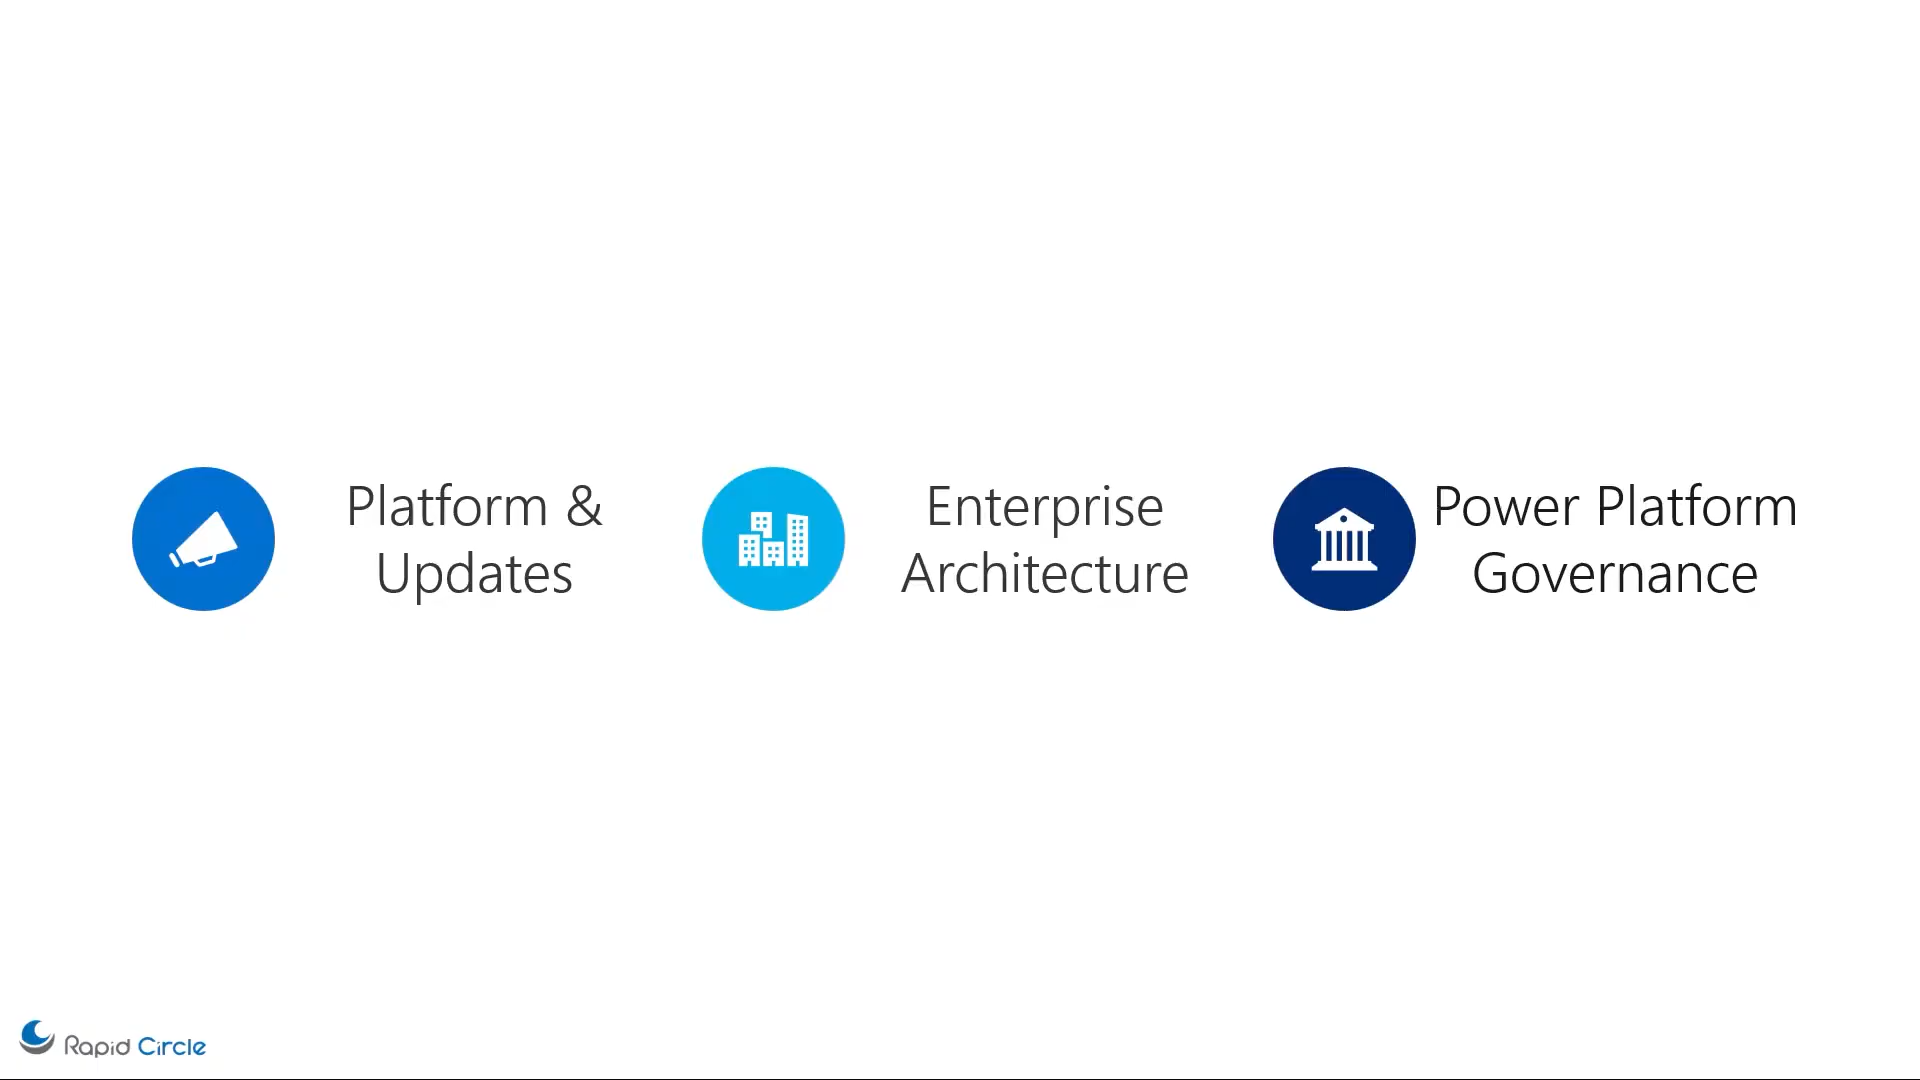 Platform &
Updates
Enterprise
Architecture
Power Platform
Governance
Rapid Circle